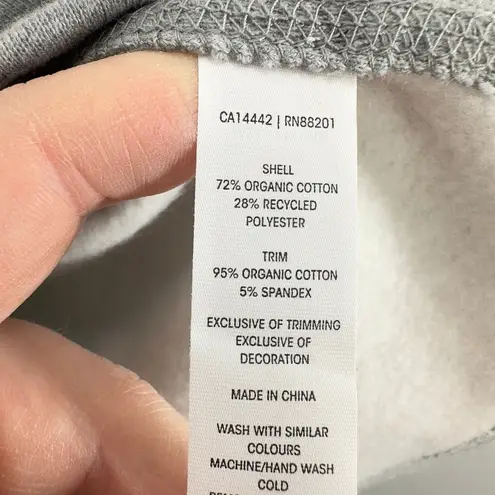 CA14442 | RN88201
SHELL
72% ORGANIC COTTON
28% RECYCLED
POLYESTER
TRIM
95% ORGANIC COTTON
5% SPANDEX
EXCLUSIVE OF TRIMMING
EXCLUSIVE OF
DECORATION
MADE IN CHINA
WASH WITH SIMILAR
COLOURS
MACHINE/HAND WASH
COLD